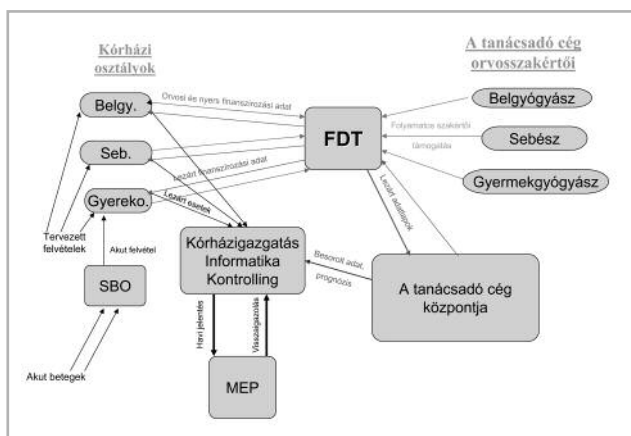 Kórházi
osztályok
A tanácsadó cég
orvosszakértői
Belgy.
Orvosi és nyers finanszírozási adat
Belgyógyász
FDT
Folyamatos szakértői
támogatás
Sebész
Seb.
Lezárt finanszírozási adat
Gyermekgyógyász
Gyereko.
Lezárt esetek
Lezárt adatlapok
Tervezett
felvételek
Akut felvétel
Kórházigazgatás
Informatika
Kontrolling
Besorolt adat,
prognózis
A tanácsadó cég
központja
SBO
Havi jelentés
Visszaigazolás
Akut betegek
MEP